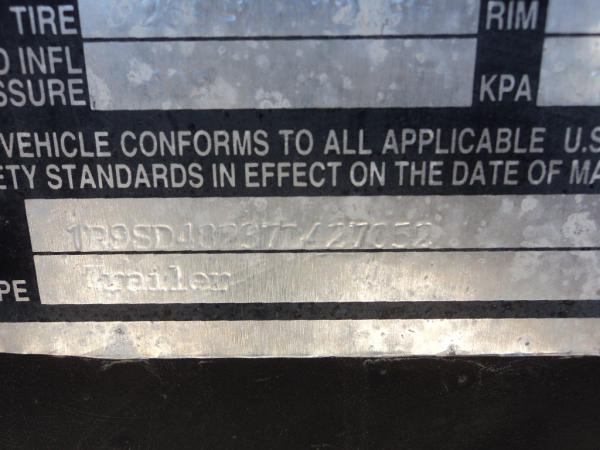 TIRE RIM
INFL
SSURE KPA
VEHICLE CONFORMS TO ALL APPLICABLE U.S
ETY STANDARDS IN EFFECT ON THE DATE OF MA
Trailer
PE